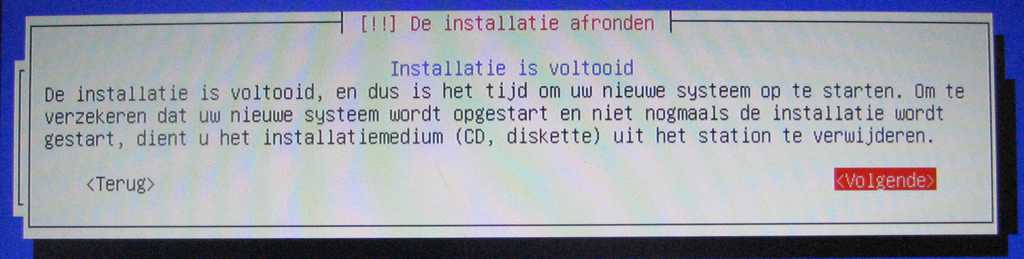 [!!] De installatie afronden
Installatie is voltooid
De installatie is voltooid, en dus is het tijd om uw nieuwe systeem op te starten. Om te
verzekeren dat uw nieuwe systeem wordt opgestart en niet nogmaals de installatie wordt
gestart, dient u het installatiemedium (CD, diskette) uit het station te verwijderen.
<Terug> <Volgende>